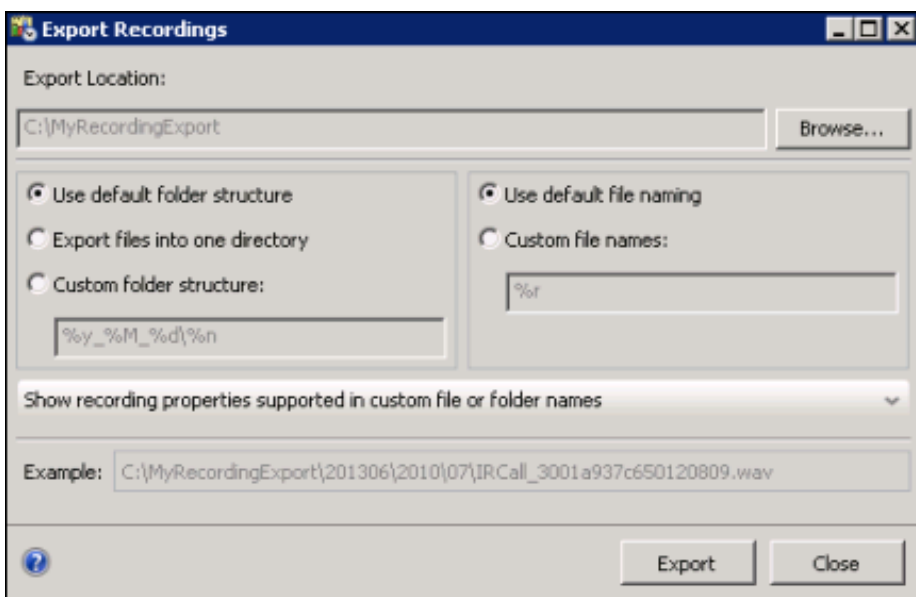 Export Recordings
Export Location:
C:\MyRecordingExport
Browse...
Use default folder structure
Export files into one directory
Custom folder structure:
%y_%M_%d\%n
Use default file naming
Custom file names:
%r
Show recording properties supported in custom file or folder names
Example: C:\MyRecordingExport\201306\2010\07\IRCall_3001a937c650120809.wav
Export Close